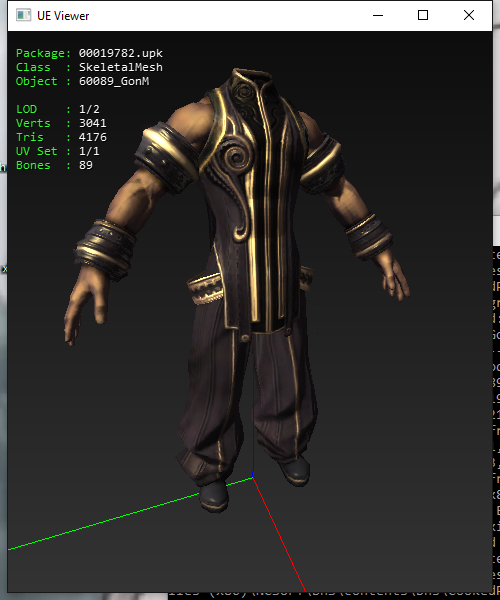 UE Viewer
Package: 00019782.upk
Class : SkeletalMesh
Object : 60089_GonM
LOD : 1/2
Verts : 3041
Tris : 4176
UV Set : 1/1
Bones : 89